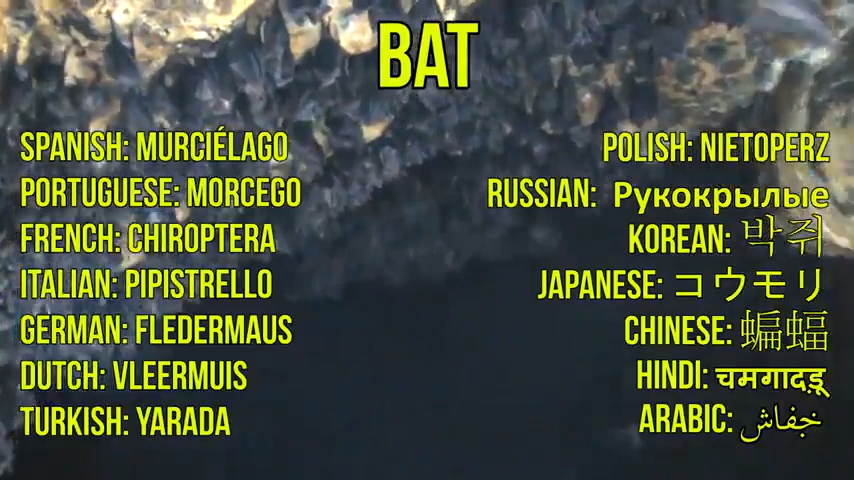 BAT
SPANISH: MURCIÉLAGO
PORTUGUESE: MORCEGO
FRENCH: CHIROPTERA
ITALIAN: PIPISTRELLO
GERMAN: FLEDERMAUS
DUTCH: VLEERMUIS
TURKISH: YARADA
POLISH: NIETOPERZ
RUSSIAN: Рукокрылые
KOREAN: 박쥐
JAPANESE: コウモリ
CHINESE: 蝙蝠
HINDI: चमगादड़ू
ARABIC: خفاش